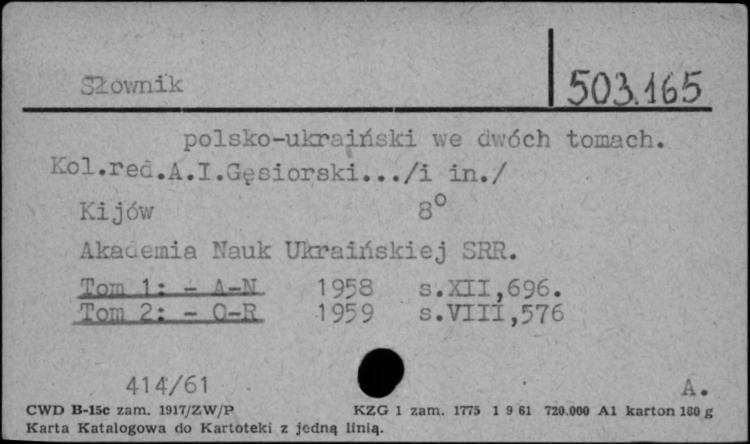 Słownik
503.165
polsko-ukraiński we dwóch tomach.
Kol.red.A.I.Gęsiorski.../i in./
Kijów 8°
Akademia Nauk Ukraińskiej SRR.
Tom 1: - A-N 1958 s.XII,696.
Tom 2: - O-R 1959 s.VIII,576
414/61 A.
CWD B-15c zam. 1917/ZW/P KZG 1 zam. 1775 1 9 61 720.000 A1 karton 180 g
Karta Katalogowa do Kartoteki z jedną linią.